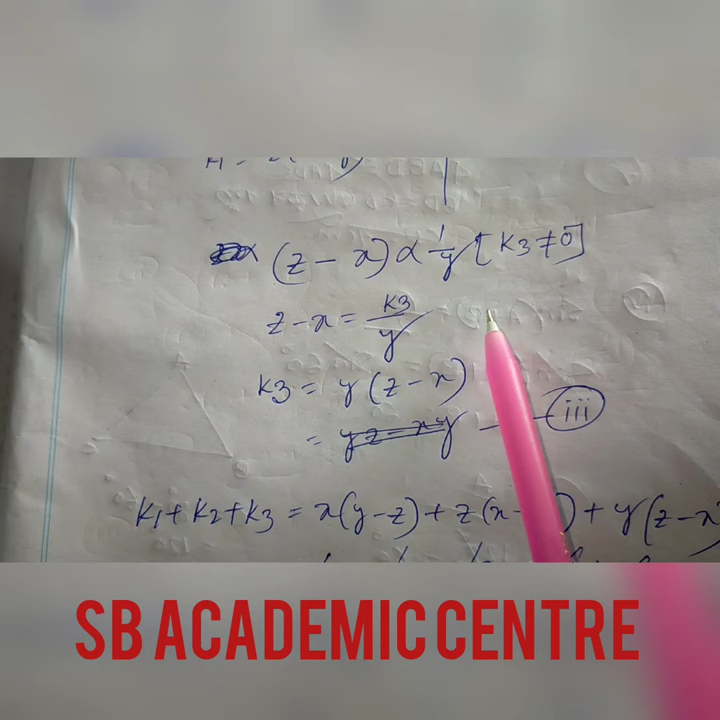 (z - x) ∝ 1/y [K3 ≠ 0]
z - x = K3/y
K3 = y(z - x)
= yz - xy — (iii)
K1 + K2 + K3 = x(y - z) + z(x - ) + y(z - x
SB ACADEMIC CENTRE